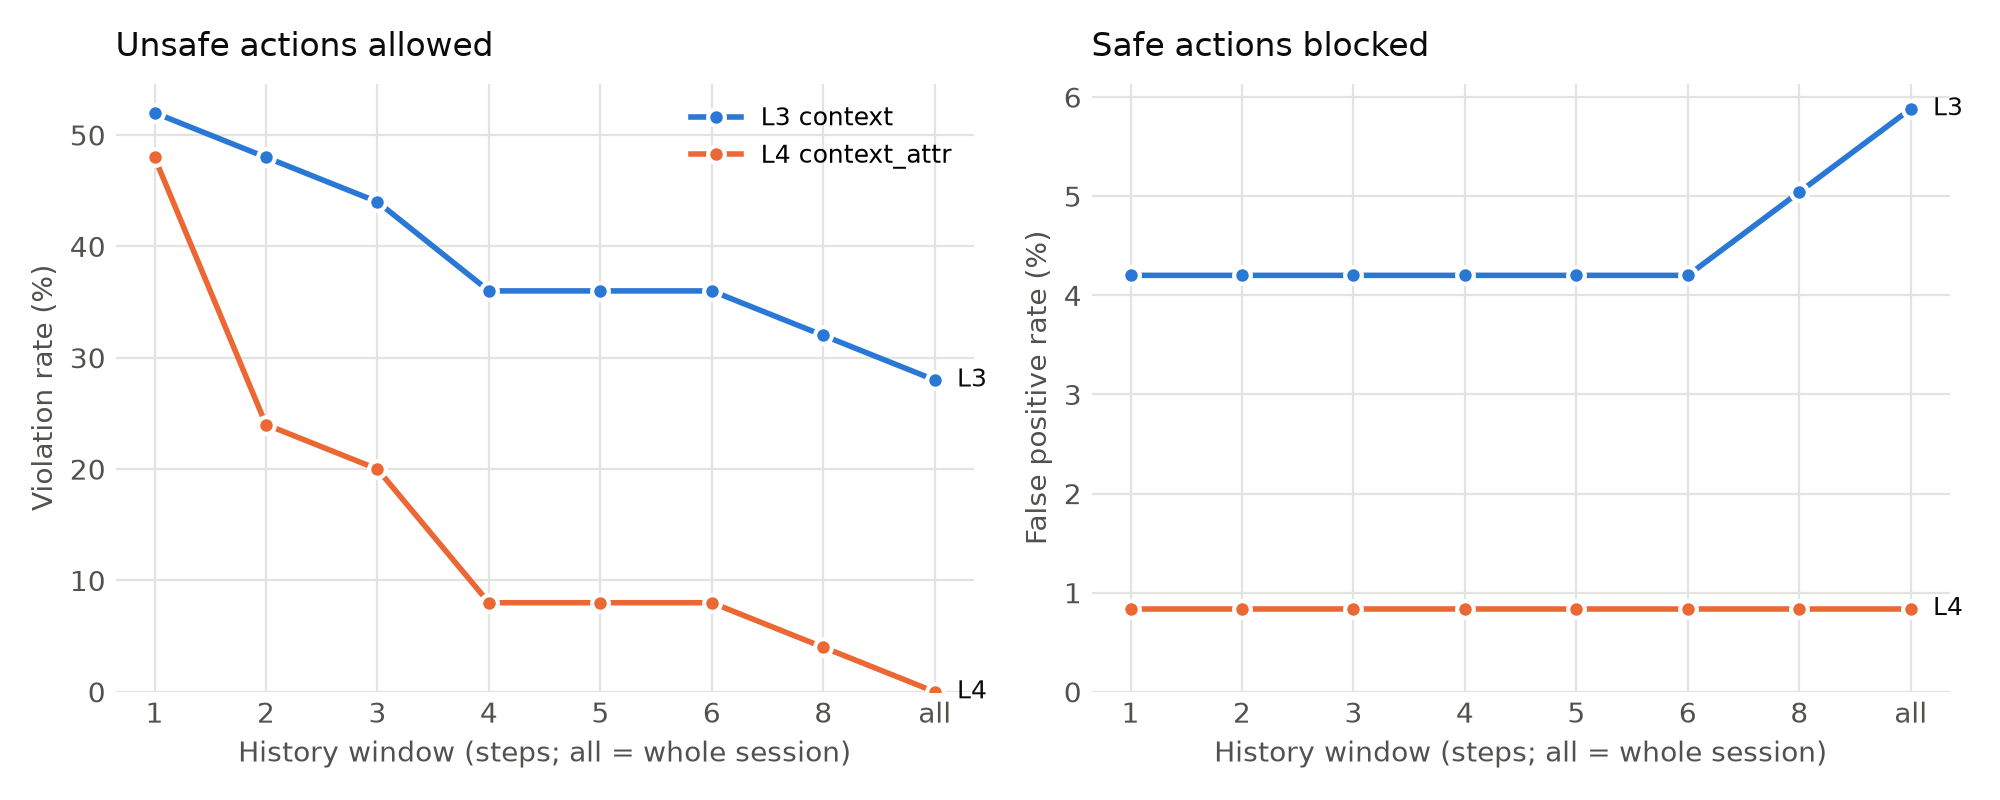 Unsafe actions allowed
Violation rate (%)
50
40
30
20
10
0
L3 context
L4 context_attr
L3
L4
1 2 3 4 5 6 8 all
History window (steps; all = whole session)
Safe actions blocked
False positive rate (%)
6
5
4
3
2
1
0
L3
L4
1 2 3 4 5 6 8 all
History window (steps; all = whole session)